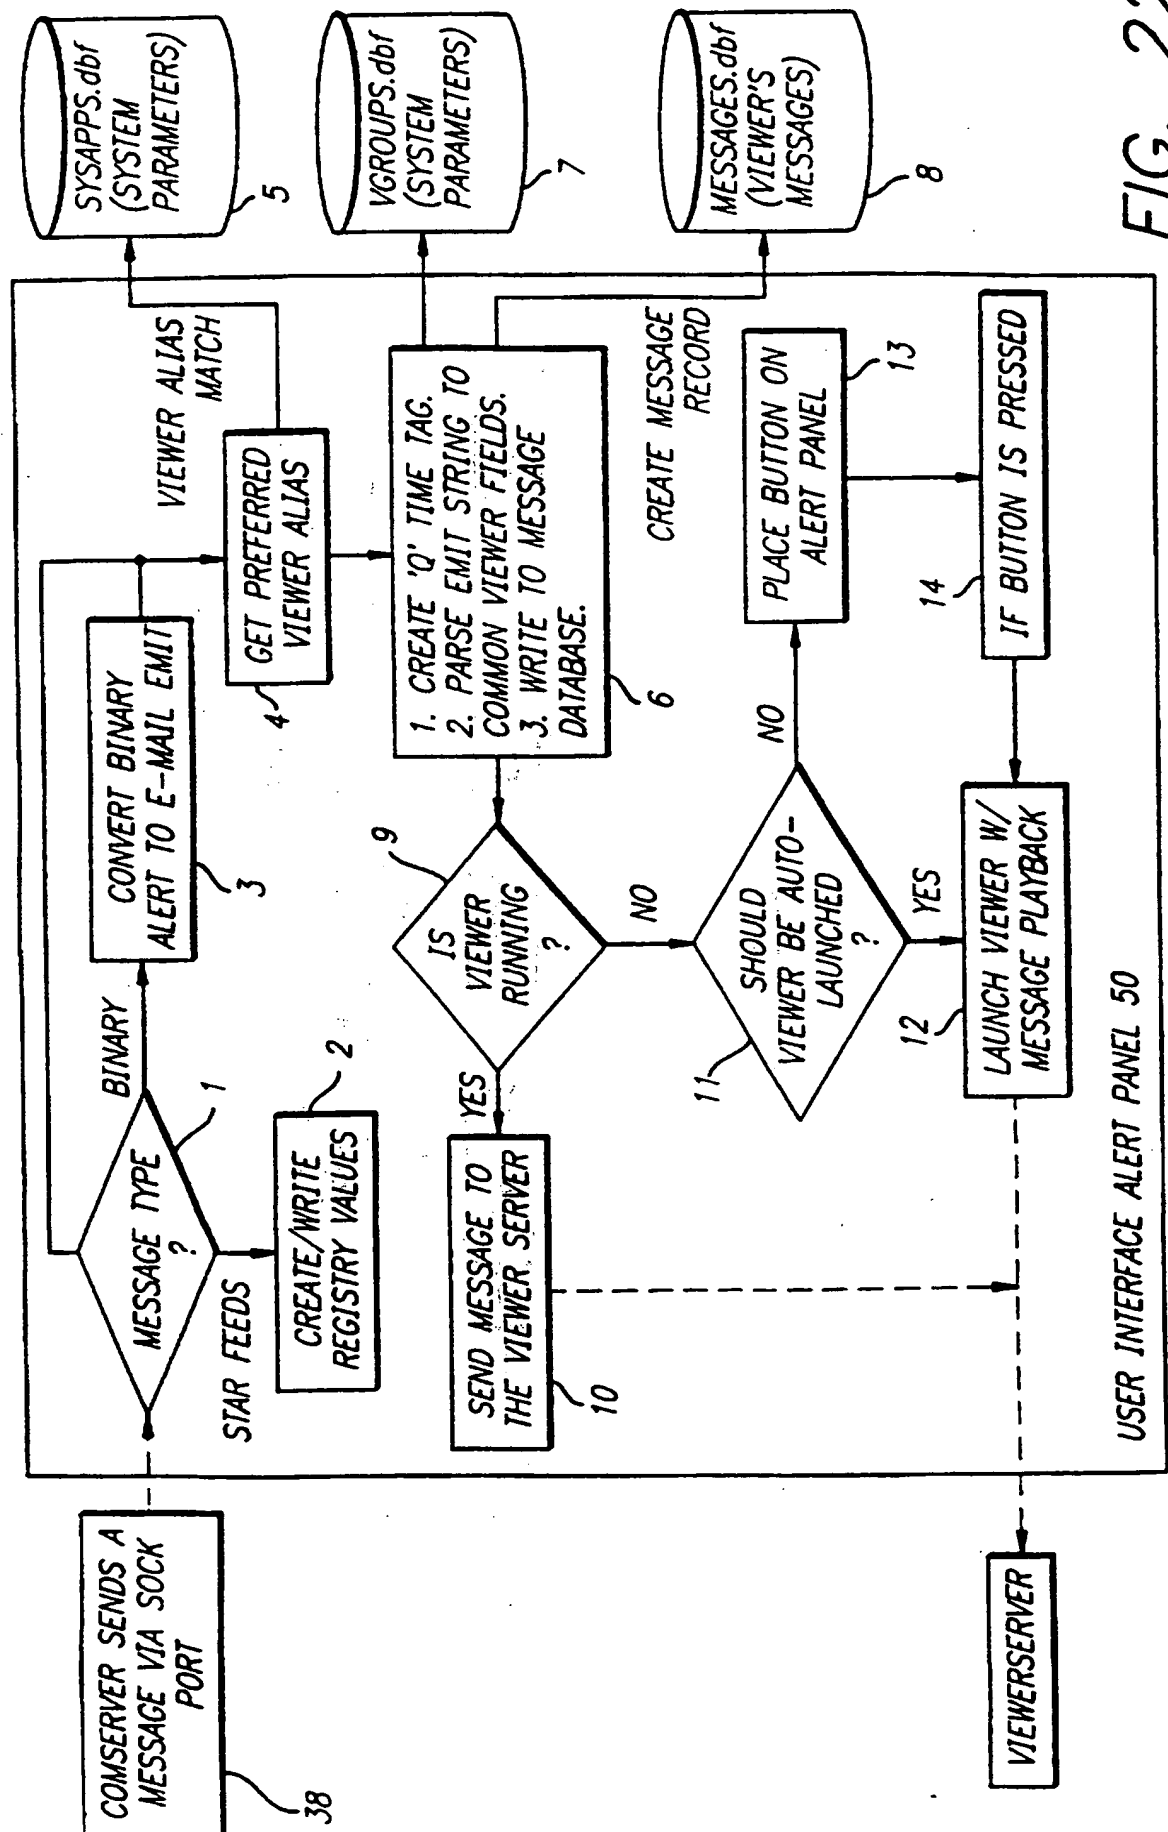 COMSERVER SENDS A
MESSAGE VIA SOCK
PORT
38
MESSAGE TYPE
?
1
BINARY
STAR FEEDS
CREATE/WRITE
REGISTRY VALUES
2
CONVERT BINARY
ALERT TO E-MAIL EMIT
3
GET PREFERRED
VIEWER ALIAS
4
VIEWER ALIAS
MATCH
SYSAPPS.dbf
(SYSTEM
PARAMETERS)
5
1. CREATE 'Q' TIME TAG.
2. PARSE EMIT STRING TO
COMMON VIEWER FIELDS.
3. WRITE TO MESSAGE
DATABASE.
6
VGROUPS.dbf
(SYSTEM
PARAMETERS)
7
CREATE MESSAGE
RECORD
MESSAGES.dbf
(VIEWER'S
MESSAGES)
8
IS
VIEWER
RUNNING
?
9
YES
NO
SEND MESSAGE TO
THE VIEWER SERVER
10
SHOULD
VIEWER BE AUTO-
LAUNCHED
?
11
NO
YES
PLACE BUTTON ON
ALERT PANEL
13
IF BUTTON IS PRESSED
14
LAUNCH VIEWER W/
MESSAGE PLAYBACK
12
VIEWERSERVER
USER INTERFACE ALERT PANEL 50
FIG. 22